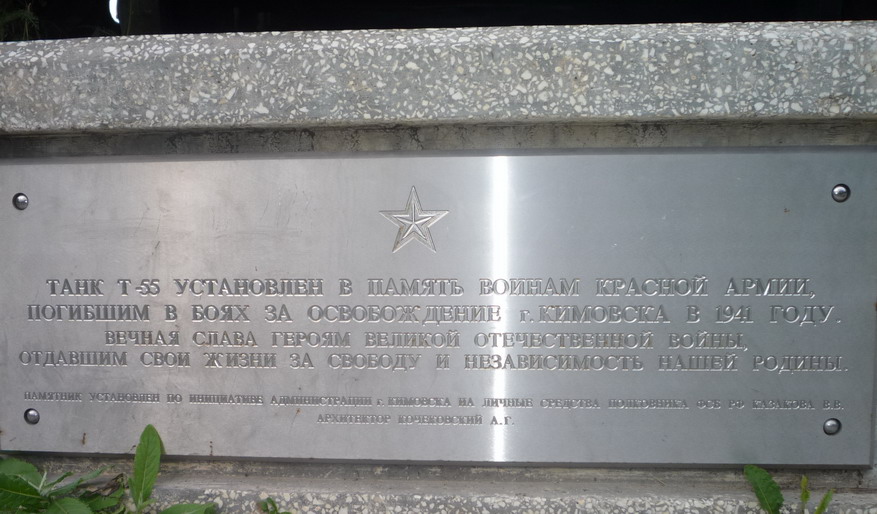 ТАНК Т-55 УСТАНОВЛЕН В ПАМЯТЬ ВОИНАМ КРАСНОЙ АРМИИ,
ПОГИБШИМ В БОЯХ ЗА ОСВОБОЖДЕНИЕ г. КИМОВСКА В 1941 ГОДУ.
ВЕЧНАЯ СЛАВА ГЕРОЯМ ВЕЛИКОЙ ОТЕЧЕСТВЕННОЙ ВОЙНЫ,
ОТДАВШИМ СВОИ ЖИЗНИ ЗА СВОБОДУ И НЕЗАВИСИМОСТЬ НАШЕЙ РОДИНЫ.
ПАМЯТНИК УСТАНОВЛЕН ПО ИНИЦИАТИВЕ АДМИНИСТРАЦИИ г. КИМОВСКА НА ЛИЧНЫЕ СРЕДСТВА ПОЛКОВНИКА ФСБ РФ КАЗАКОВА В.В.
АРХИТЕКТОР КОЧЕКОВСКИЙ А.Г.